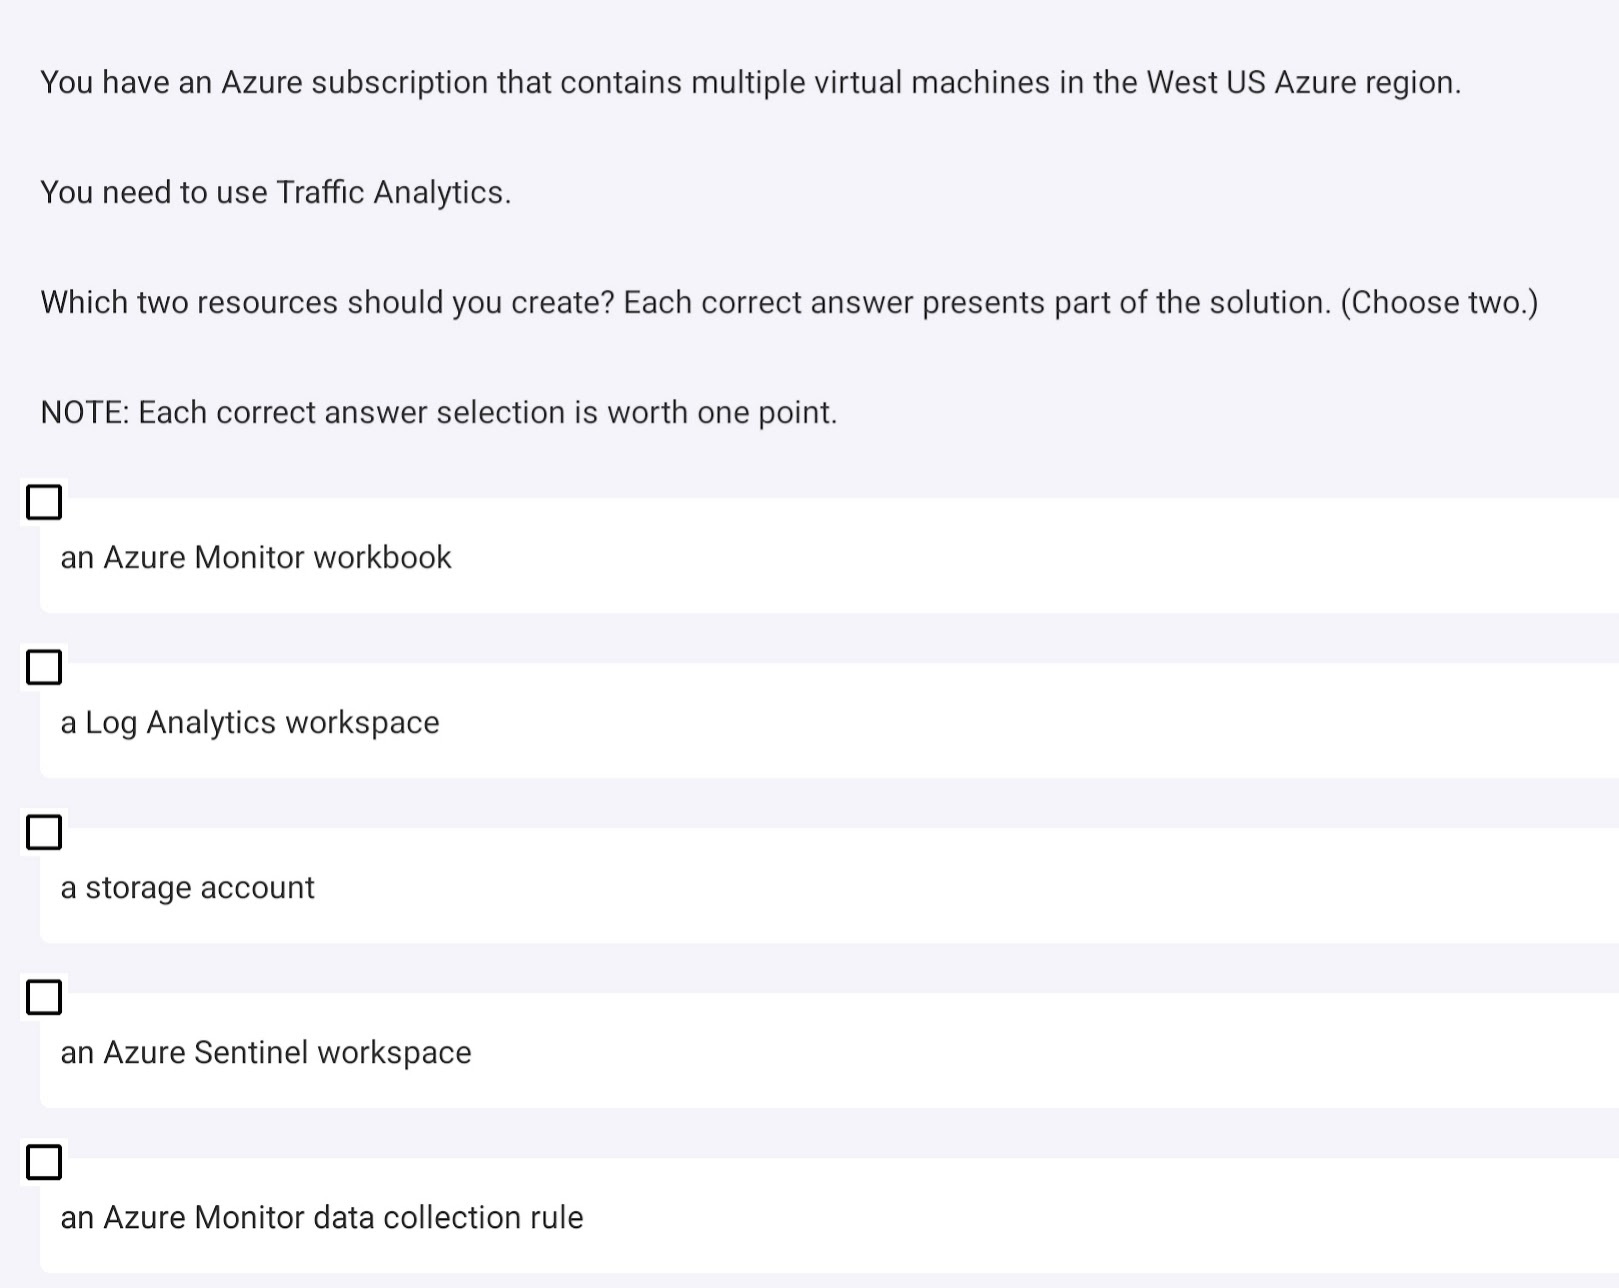 You have an Azure subscription that contains multiple virtual machines in the West US Azure region.
You need to use Traffic Analytics.
Which two resources should you create? Each correct answer presents part of the solution. (Choose two.)
NOTE: Each correct answer selection is worth one point.
an Azure Monitor workbook
a Log Analytics workspace
a storage account
an Azure Sentinel workspace
an Azure Monitor data collection rule